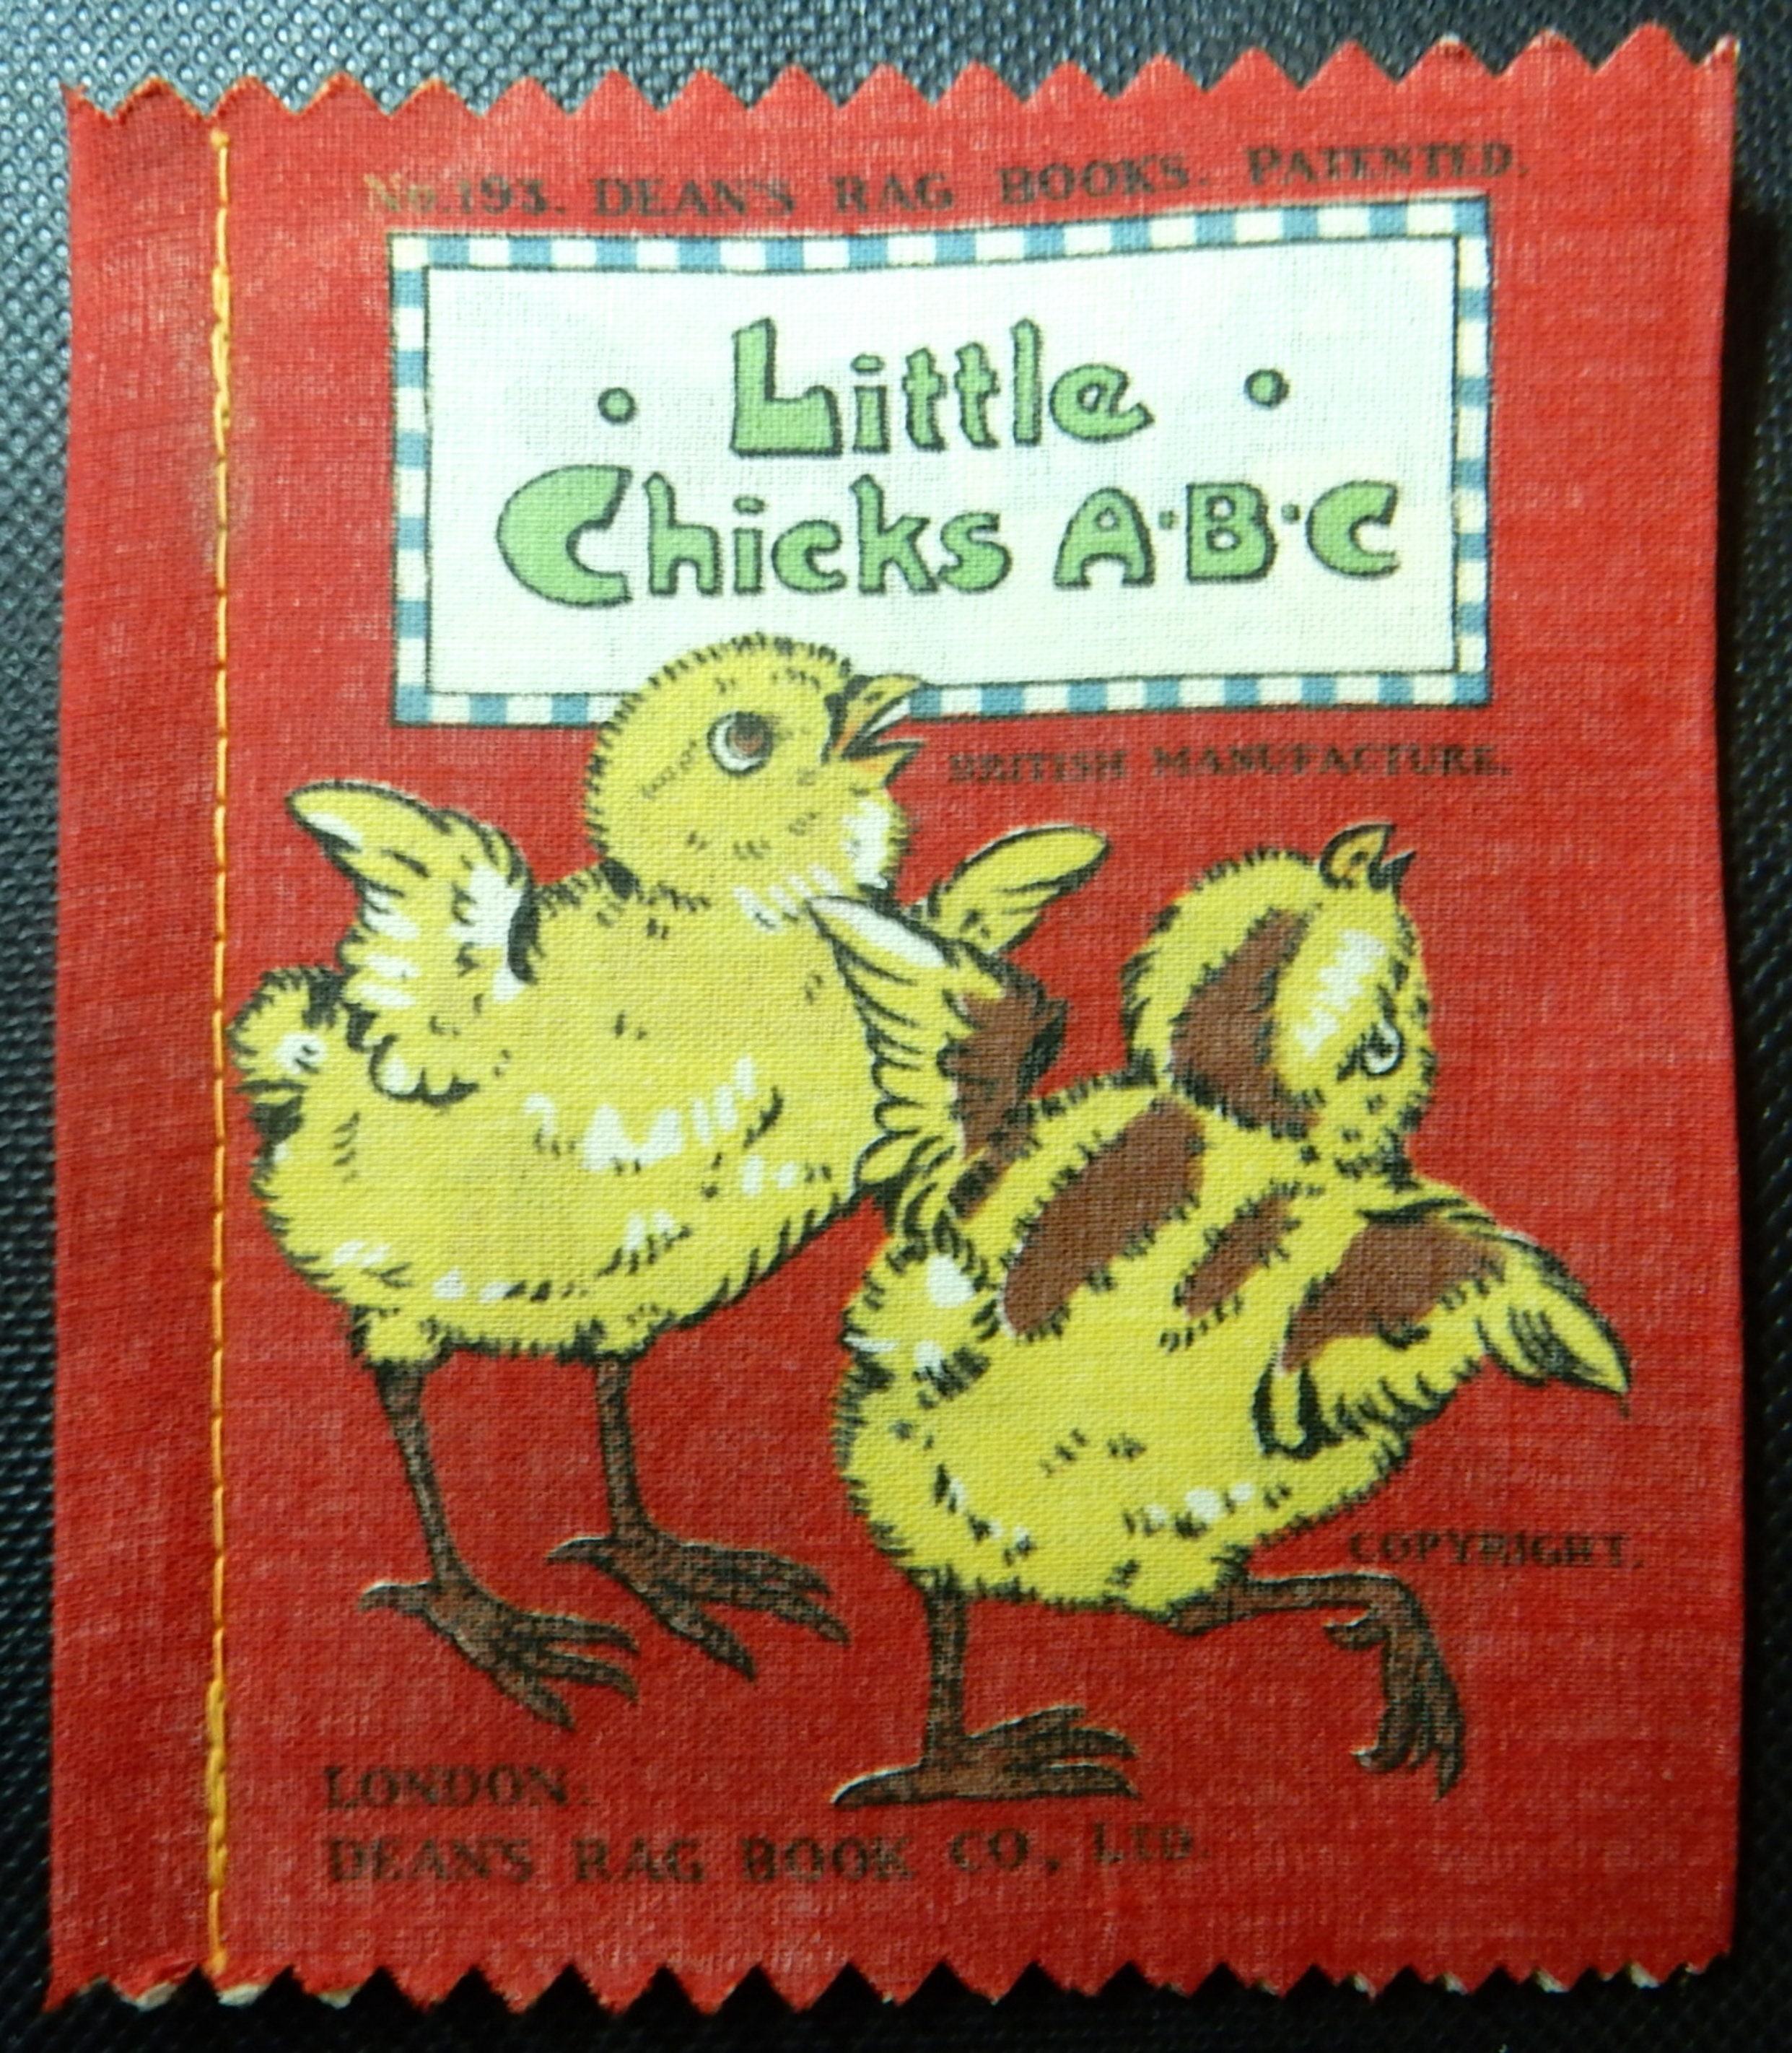 No. 193. DEAN'S RAG BOOKS. PATENTED.
• Little •
Chicks A·B·C
BRITISH MANUFACTURE.
COPYRIGHT.
LONDON:
DEAN'S RAG BOOK CO., LTD.